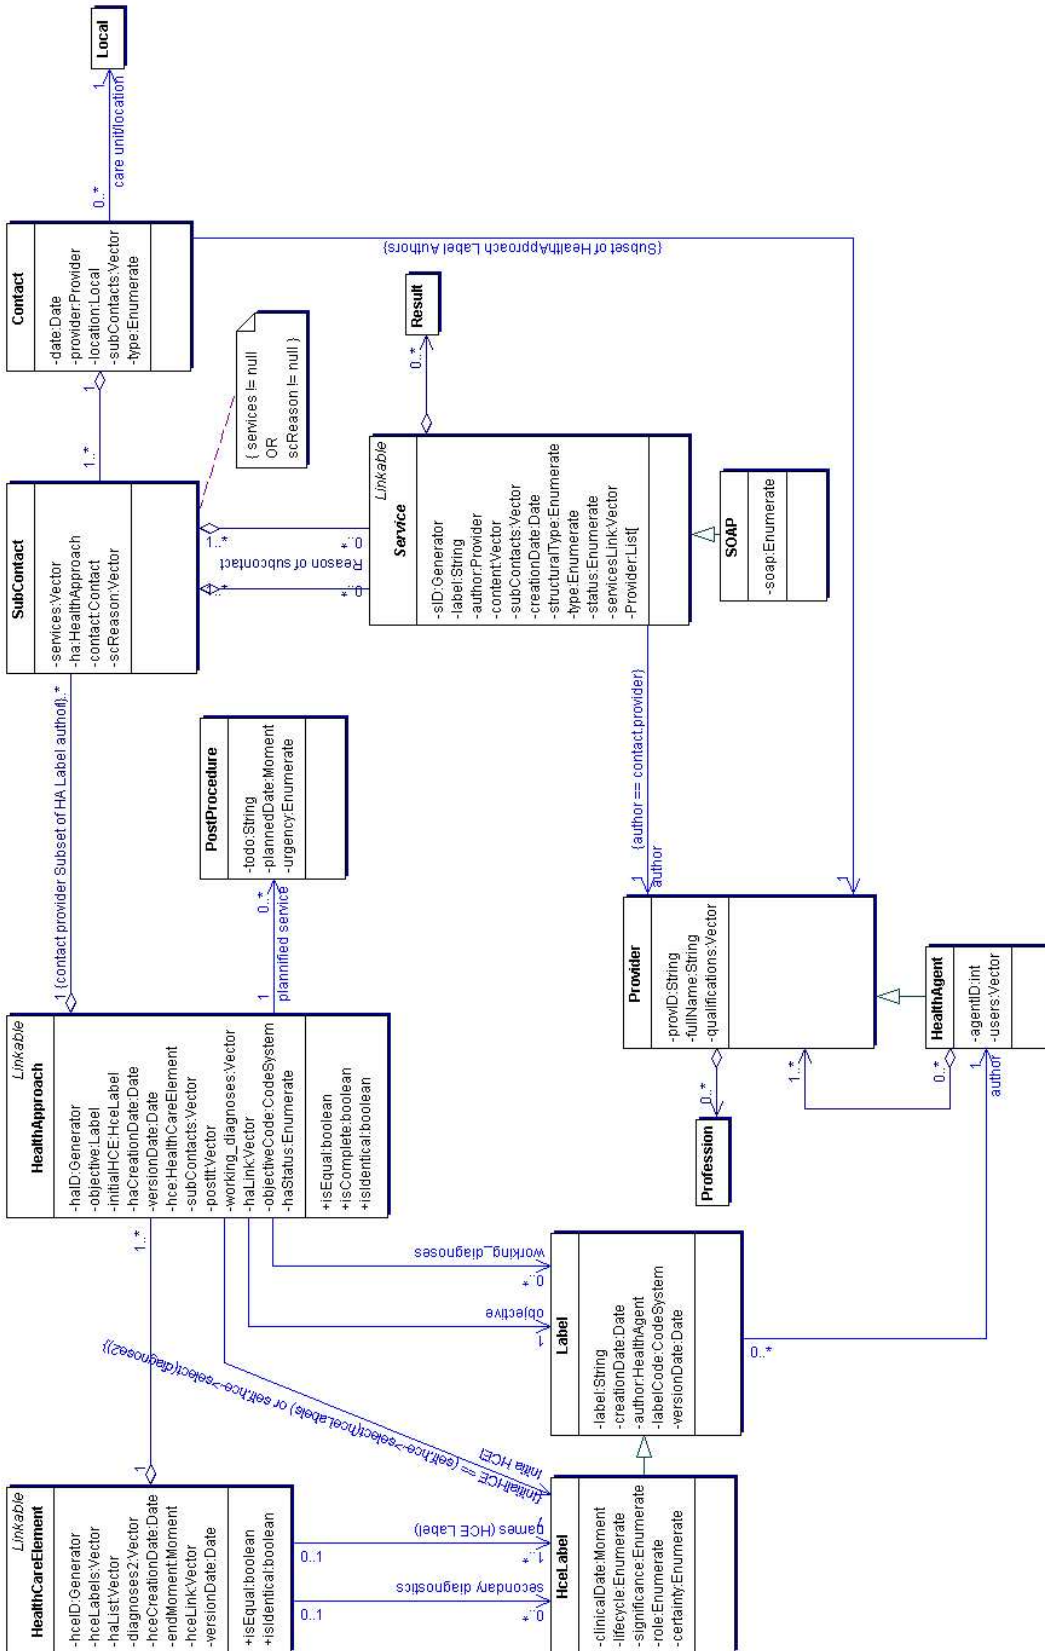 Linkable
HealthCareElement
-hceID:Generator
-hceLabels:Vector
-haList:Vector
-diagnoses2:Vector
-hceCreationDate:Date
-endMoment:Moment
-hceLink:Vector
-versionDate:Date
+isEqual:boolean
+isIdentical:boolean
1
1..*
Linkable
HealthApproach
-haID:Generator
-objective:Label
-initialHCE:HceLabel
-haCreationDate:Date
-versionDate:Date
-hce:HealthCareElement
-subContacts:Vector
-postIt:Vector
-working_diagnoses:Vector
-haLink:Vector
-objectiveCode:CodeSystem
-haStatus:Enumerate
+isEqual:boolean
+isComplete:boolean
+isIdentical:boolean
1 {contact provider Subset of HA Label author}..*
SubContact
-services:Vector
-ha:HealthApproach
-contact:Contact
-scReason:Vector
1..*
1
Contact
-date:Date
-provider:Provider
-location:Local
-subContacts:Vector
-type:Enumerate
0..*
care unit/location
1
Local
{ services != null
OR
scReason != null }
1
plannified service
0..*
PostProcedure
-todo:String
-plannedDate:Moment
-urgency:Enumerate
1..*
Reason of subcontact
0..*
0..*
Linkable
Service
-sID:Generator
-label:String
-author:Provider
-content:Vector
-subContacts:Vector
-creationDate:Date
-structuralType:Enumerate
-type:Enumerate
-status:Enumerate
-servicesLink:Vector
-Provider:List[
0..*
Result
{Subset of HealthApproach Label Authors}
SOAP
-soap:Enumerate
0..1
secondary diagnostics
0..*
0..1
names (HCE Label)
1..*
{InitialHCE == (self.hce->select(hceLabels) or self.hce->select(diagnoses2))}
Initia HCEl
objective
1
working_diagnoses
0..*
HceLabel
-clinicalDate:Moment
-lifecycle:Enumerate
-significance:Enumerate
-role:Enumerate
-certainty:Enumerate
Label
-label:String
-creationDate:Date
-author:HealthAgent
-labelCode:CodeSystem
-versionDate:Date
0..*
1
author
Profession
0..*
Provider
-provID:String
-fullName:String
-qualifications:Vector
1
author
{author == contact.provider}
1
1..*
0..*
HealthAgent
-agentID:int
-users:Vector